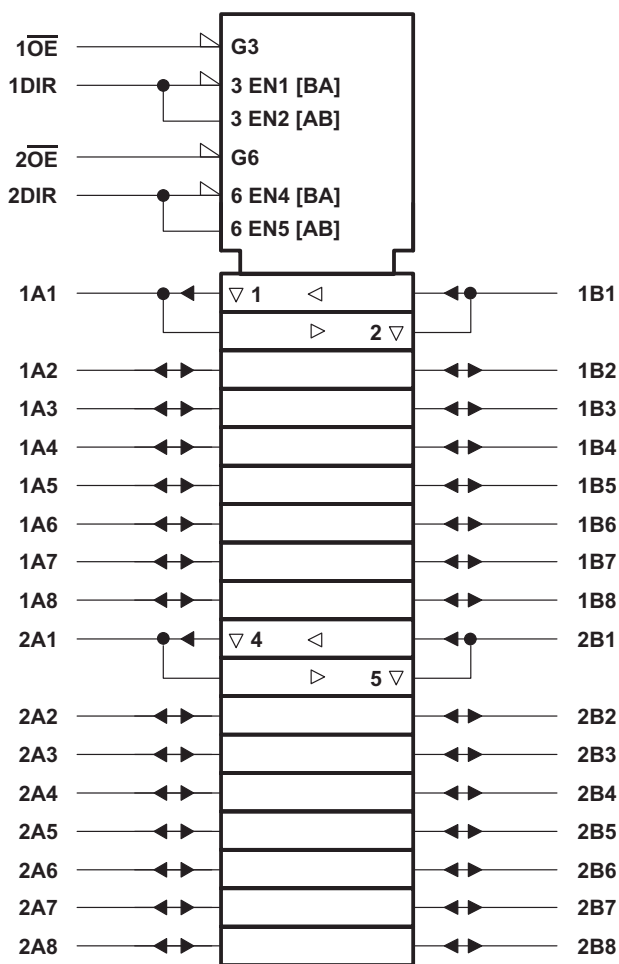 1O̅E̅ G3
1DIR 3 EN1 [BA]
3 EN2 [AB]
2O̅E̅ G6
2DIR 6 EN4 [BA]
6 EN5 [AB]
1A1 ▽ 1 ◁ 1B1
▷ 2 ▽
1A2 1B2
1A3 1B3
1A4 1B4
1A5 1B5
1A6 1B6
1A7 1B7
1A8 1B8
2A1 ▽ 4 ◁ 2B1
▷ 5 ▽
2A2 2B2
2A3 2B3
2A4 2B4
2A5 2B5
2A6 2B6
2A7 2B7
2A8 2B8